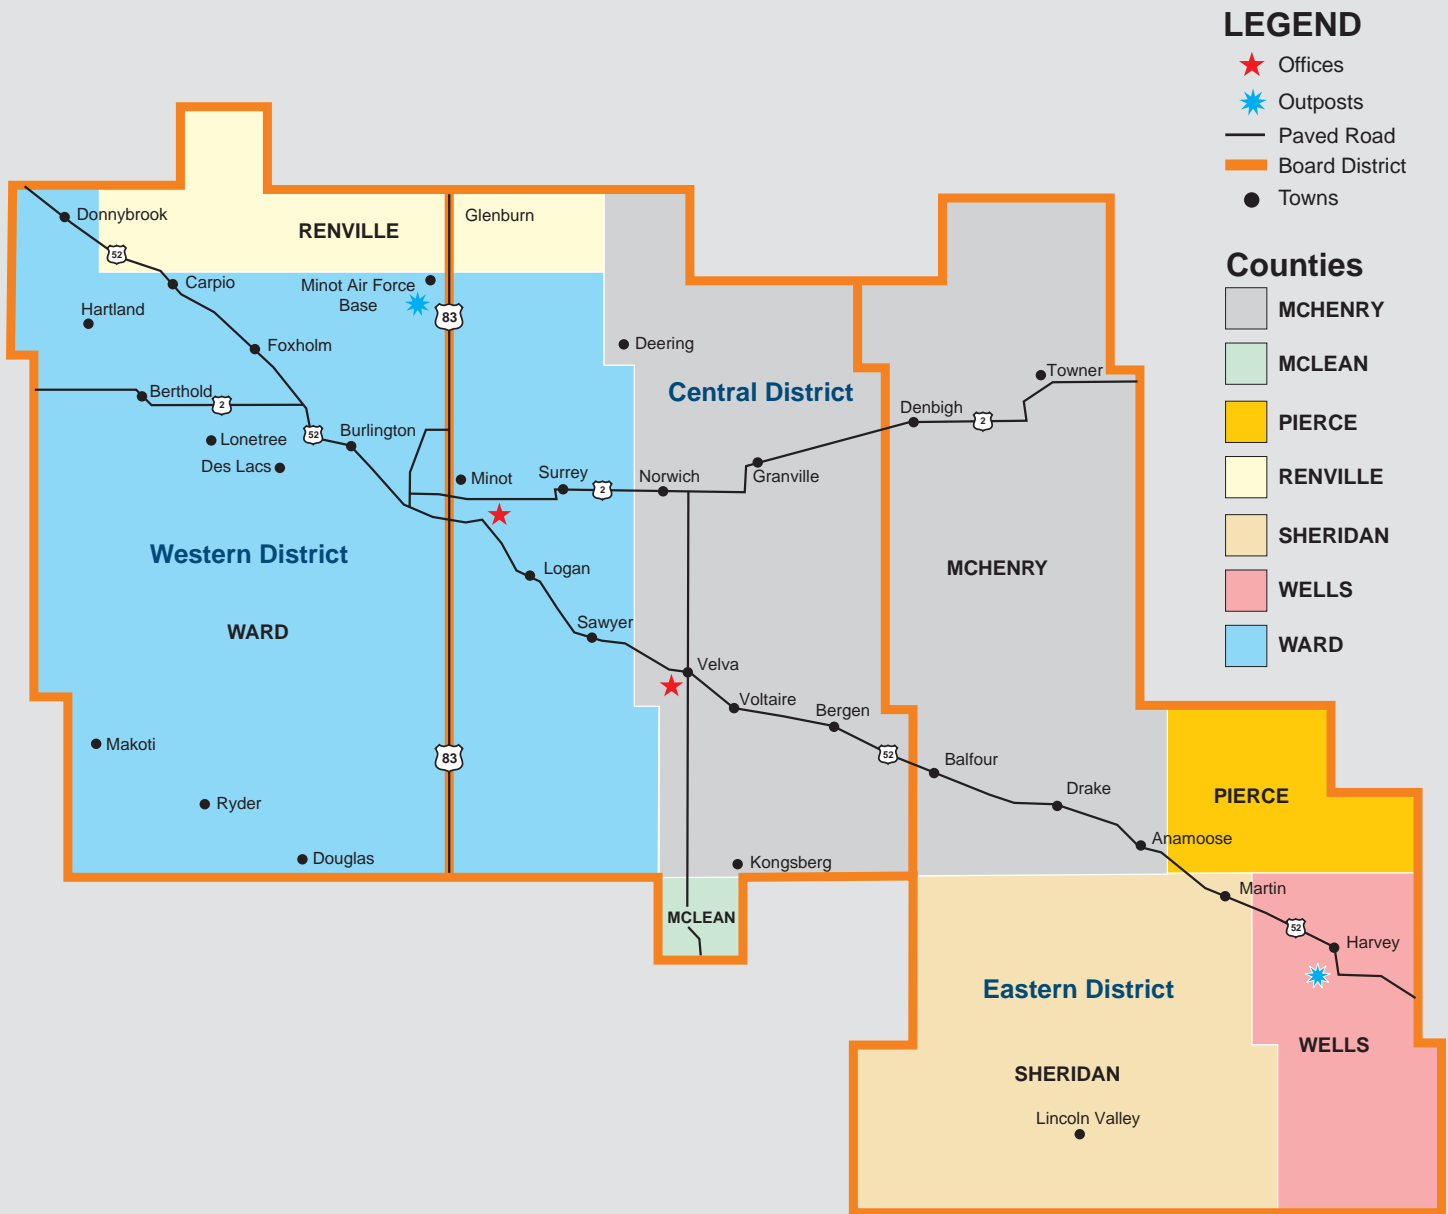 LEGEND
Offices
Outposts
Paved Road
Board District
Towns
Counties
MCHENRY
MCLEAN
PIERCE
RENVILLE
SHERIDAN
WELLS
WARD
Donnybrook
RENVILLE
Glenburn
52
Carpio
Minot Air Force
Base
Hartland
83
Foxholm
Deering
Towner
Berthold
2
Central District
Denbigh
2
52
Burlington
Lonetree
Des Lacs
Minot
Surrey
2
Norwich
Granville
Western District
Logan
MCHENRY
WARD
Sawyer
Velva
Voltaire
Bergen
Makoti
83
52
Balfour
Drake
PIERCE
Ryder
Anamoose
Douglas
Kongsberg
Martin
MCLEAN
52
Harvey
Eastern District
WELLS
SHERIDAN
Lincoln Valley